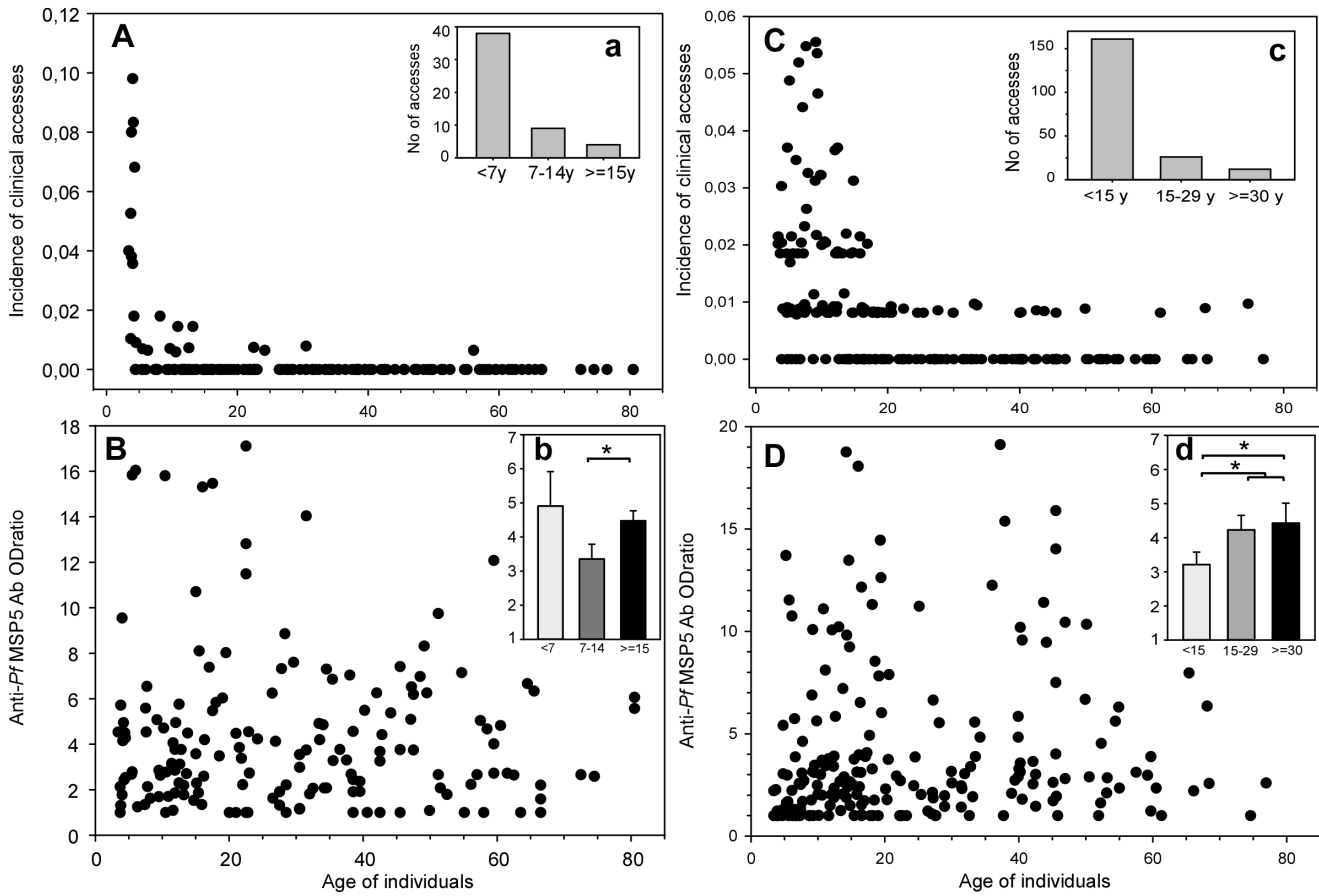 A
0,12
0,10
0,08
0,06
0,04
0,02
0,00
Incidence of clinical accesses
0 20 40 60 80
a
40
30
20
10
0
No of accesses
<7y 7-14y >=15y
C
0,06
0,05
0,04
0,03
0,02
0,01
0,00
Incidence of clinical accesses
0 20 40 60 80
c
150
100
50
0
No of accesses
<15 y 15-29 y >=30 y
B
18
16
14
12
10
8
6
4
2
0
Anti-Pf MSP5 Ab ODratio
0 20 40 60 80
Age of individuals
b
7
6
5
4
3
2
1
*
<7 7-14 >=15
D
20
15
10
5
0
Anti-Pf MSP5 Ab ODratio
0 20 40 60 80
Age of individuals
d
7
6
5
4
3
2
1
*
*
<15 15-29 >=30